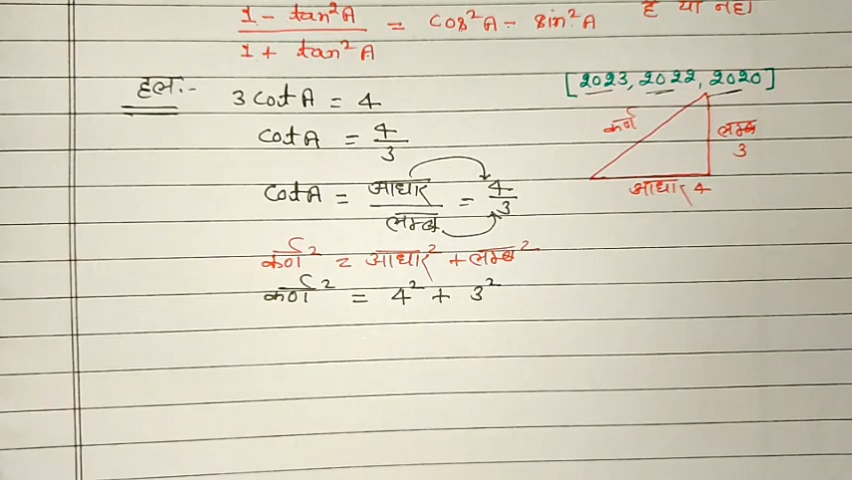 1 - tan²A / 1 + tan²A = cos²A - sin²A है या नहीं
[2023, 2022, 2020]
हल:- 3 cot A = 4
cot A = 4/3
cot A = आधार / लम्ब = 4/3
कर्ण² = आधार² + लम्ब²
कर्ण² = 4² + 3²
कर्ण
लम्ब
3
आधार 4